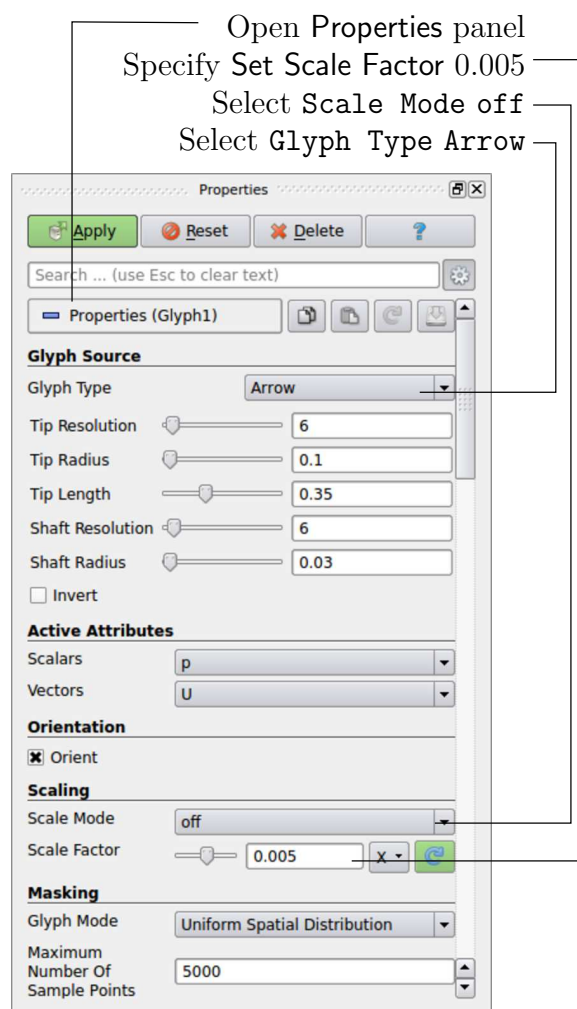 Open Properties panel
Specify Set Scale Factor 0.005
Select Scale Mode off
Select Glyph Type Arrow
Properties
Apply Reset Delete ?
Search ... (use Esc to clear text)
Properties (Glyph1)
Glyph Source
Glyph Type Arrow
Tip Resolution 6
Tip Radius 0.1
Tip Length 0.35
Shaft Resolution 6
Shaft Radius 0.03
Invert
Active Attributes
Scalars p
Vectors U
Orientation
Orient
Scaling
Scale Mode off
Scale Factor 0.005 X
Masking
Glyph Mode Uniform Spatial Distribution
Maximum
Number Of 5000
Sample Points